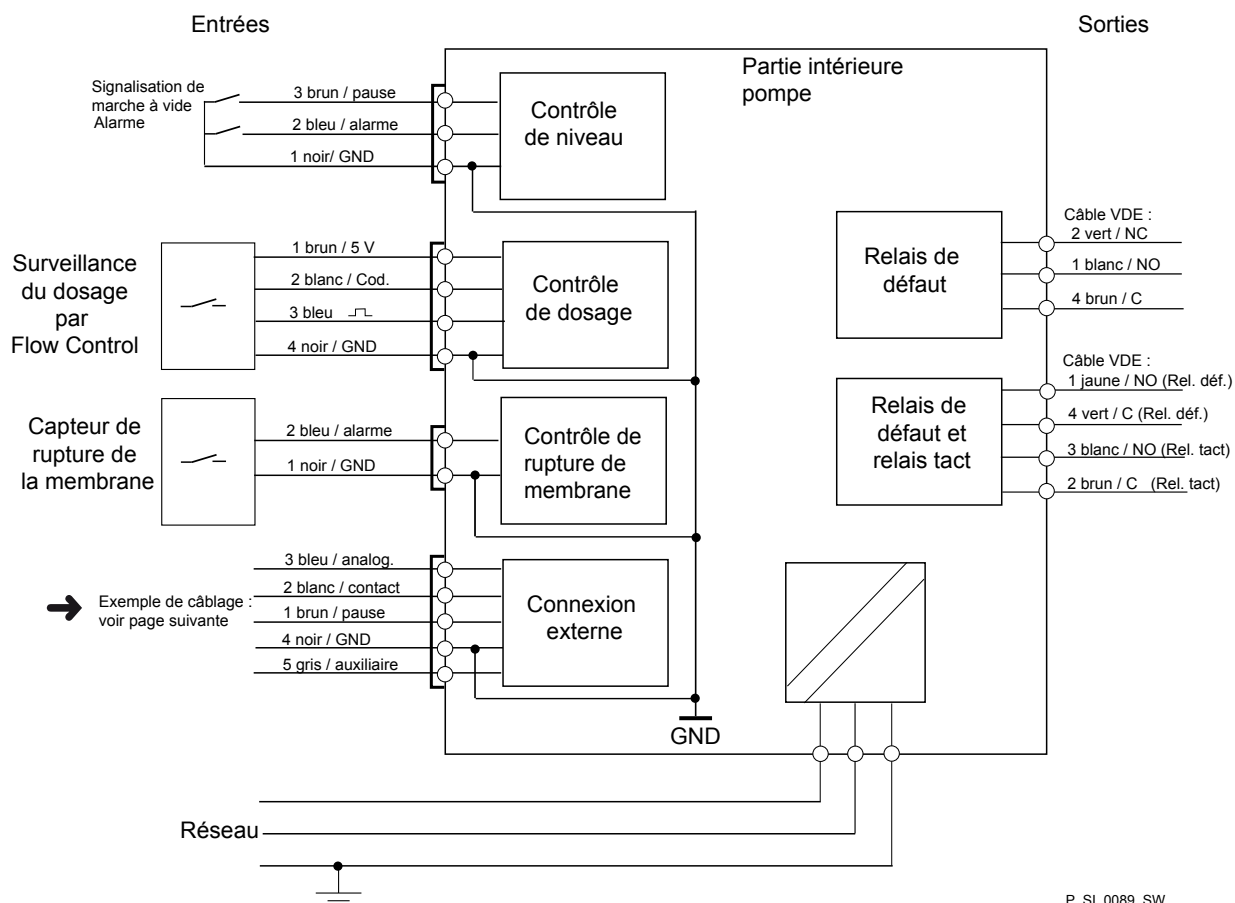 Entrées
Sorties
Partie intérieure
pompe
Signalisation de
marche à vide
Alarme
3 brun / pause
2 bleu / alarme
1 noir/ GND
Contrôle
de niveau
Surveillance
du dosage
par
Flow Control
1 brun / 5 V
2 blanc / Cod.
3 bleu
4 noir / GND
Contrôle
de dosage
Relais de
défaut
Câble VDE :
2 vert / NC
1 blanc / NO
4 brun / C
Capteur de
rupture de
la membrane
2 bleu / alarme
1 noir / GND
Contrôle de
rupture de
membrane
Relais de
défaut et
relais tact
Câble VDE :
1 jaune / NO (Rel. déf.)
4 vert / C (Rel. déf.)
3 blanc / NO (Rel. tact)
2 brun / C (Rel. tact)
Exemple de câblage :
voir page suivante
3 bleu / analog.
2 blanc / contact
1 brun / pause
4 noir / GND
5 gris / auxiliaire
Connexion
externe
GND
Réseau
P_SI_0089_SW